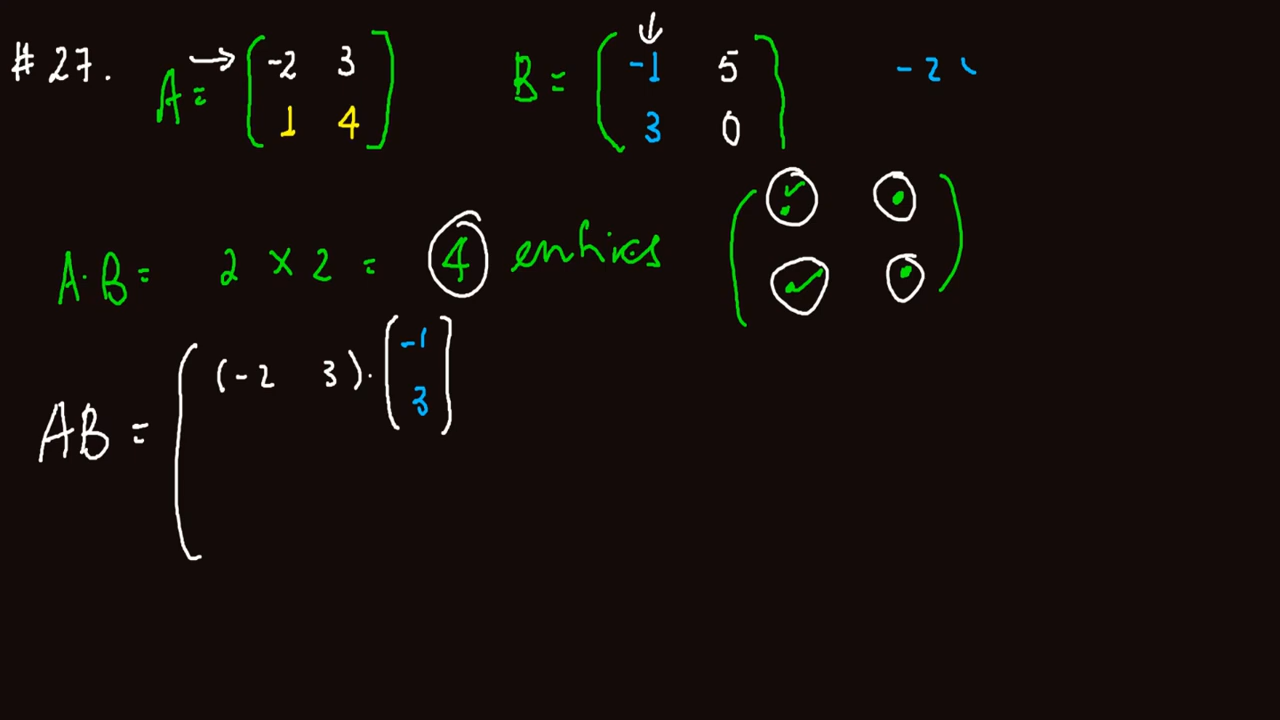 # 27. A = [ -2 3 B = ( -1 5 -2 (
1 4 ] 3 0 )
A·B = 2 × 2 = 4 entries
AB = ( (-2 3) · [ -1
3 ]